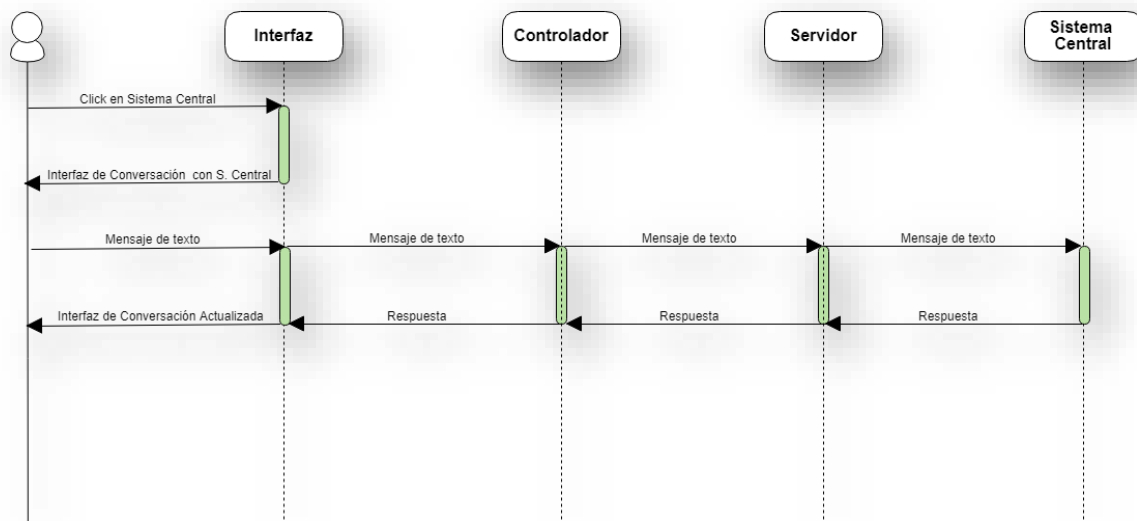 Interfaz
Controlador
Servidor
Sistema
Central
Click en Sistema Central
Interfaz de Conversación con S. Central
Mensaje de texto
Mensaje de texto
Mensaje de texto
Mensaje de texto
Interfaz de Conversación Actualizada
Respuesta
Respuesta
Respuesta